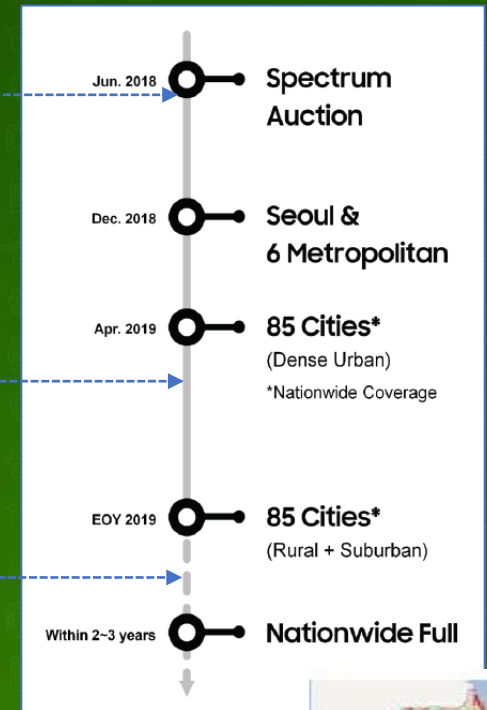 Jun. 2018
Spectrum
Auction
Dec. 2018
Seoul &
6 Metropolitan
Apr. 2019
85 Cities*
(Dense Urban)
*Nationwide Coverage
EOY 2019
85 Cities*
(Rural + Suburban)
Within 2~3 years
Nationwide Full